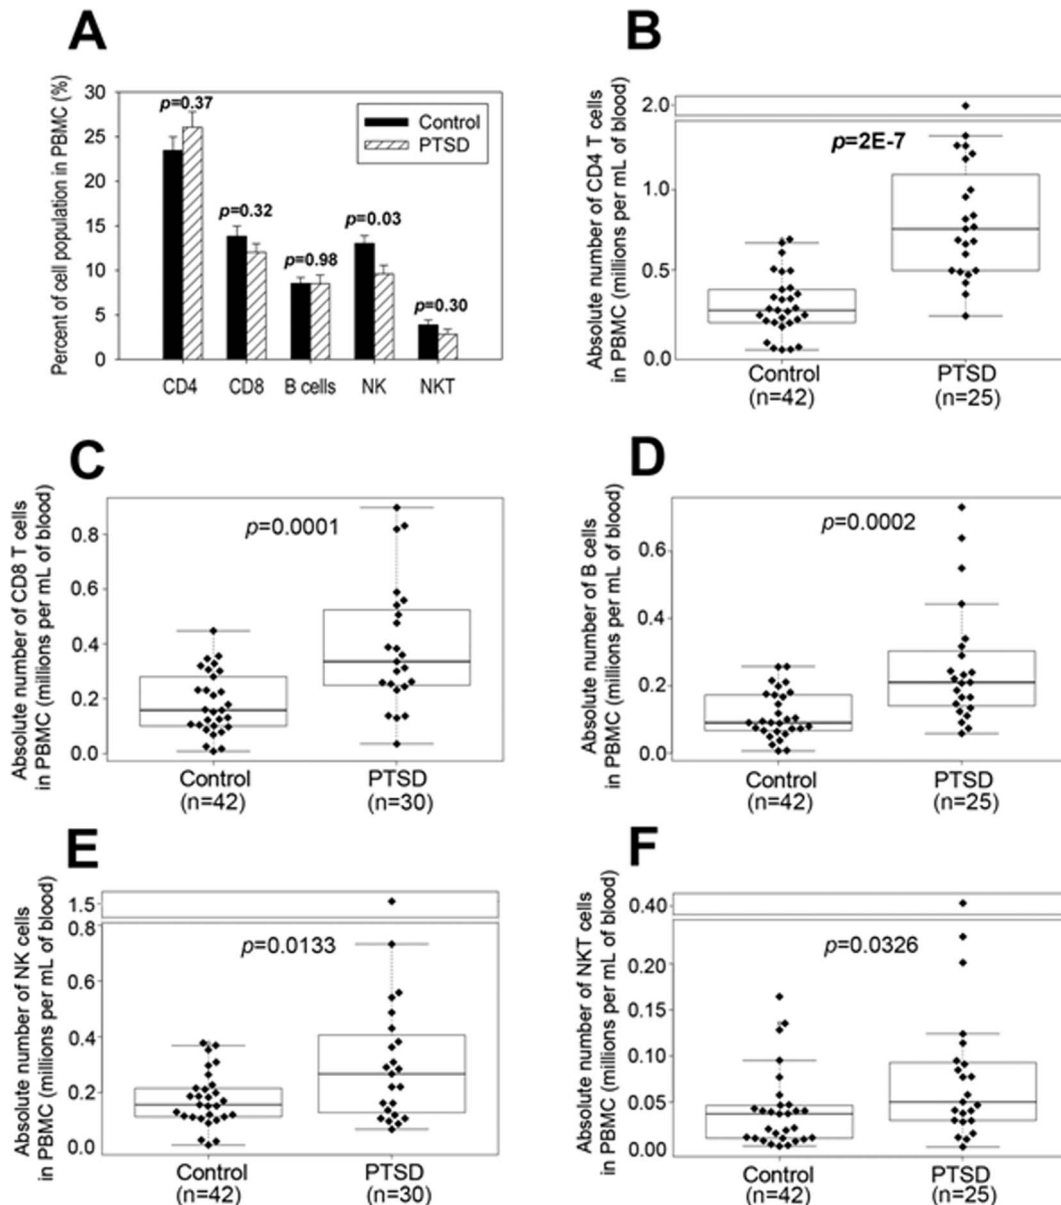 A
Percent of cell population in PBMC (%)
30
25
20
15
10
5
0
p=0.37
p=0.32
p=0.98
p=0.03
p=0.30
Control
PTSD
CD4 CD8 B cells NK NKT
B
Absolute number of CD4 T cells
in PBMC (millions per mL of blood)
2.0
1.0
0.5
0.0
p=2E-7
Control PTSD
(n=42) (n=25)
C
Absolute number of CD8 T cells
in PBMC (millions per mL of blood)
0.8
0.6
0.4
0.2
0.0
p=0.0001
Control PTSD
(n=42) (n=30)
D
Absolute number of B cells
in PBMC (millions per mL of blood)
0.6
0.4
0.2
0.0
p=0.0002
Control PTSD
(n=42) (n=25)
E
Absolute number of NK cells
in PBMC (millions per mL of blood)
1.5
0.8
0.6
0.4
0.2
0.0
p=0.0133
Control PTSD
(n=42) (n=30)
F
Absolute number of NKT cells
in PBMC (millions per mL of blood)
0.40
0.20
0.15
0.10
0.05
0.00
p=0.0326
Control PTSD
(n=42) (n=25)